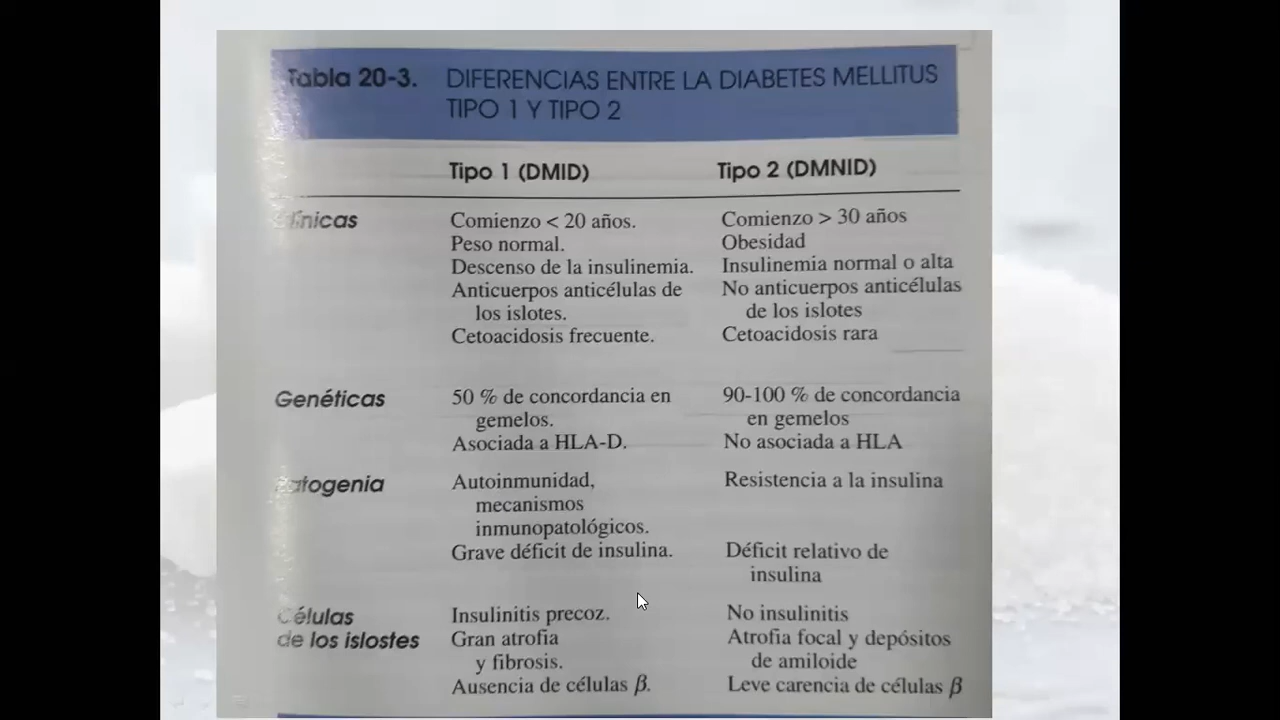 Tabla 20-3. DIFERENCIAS ENTRE LA DIABETES MELLITUS
TIPO 1 Y TIPO 2
Tipo 1 (DMID) Tipo 2 (DMNID)
Clínicas Comienzo < 20 años. Comienzo > 30 años
Peso normal. Obesidad
Descenso de la insulinemia. Insulinemia normal o alta
Anticuerpos anticélulas de No anticuerpos anticélulas
los islotes. de los islotes
Cetoacidosis frecuente. Cetoacidosis rara
Genéticas 50 % de concordancia en 90-100 % de concordancia
gemelos. en gemelos
Asociada a HLA-D. No asociada a HLA
Patogenia Autoinmunidad, Resistencia a la insulina
mecanismos
inmunopatológicos.
Grave déficit de insulina. Déficit relativo de
insulina
Células Insulinitis precoz. No insulinitis
de los islostes Gran atrofia Atrofia focal y depósitos
y fibrosis. de amiloide
Ausencia de células β. Leve carencia de células β